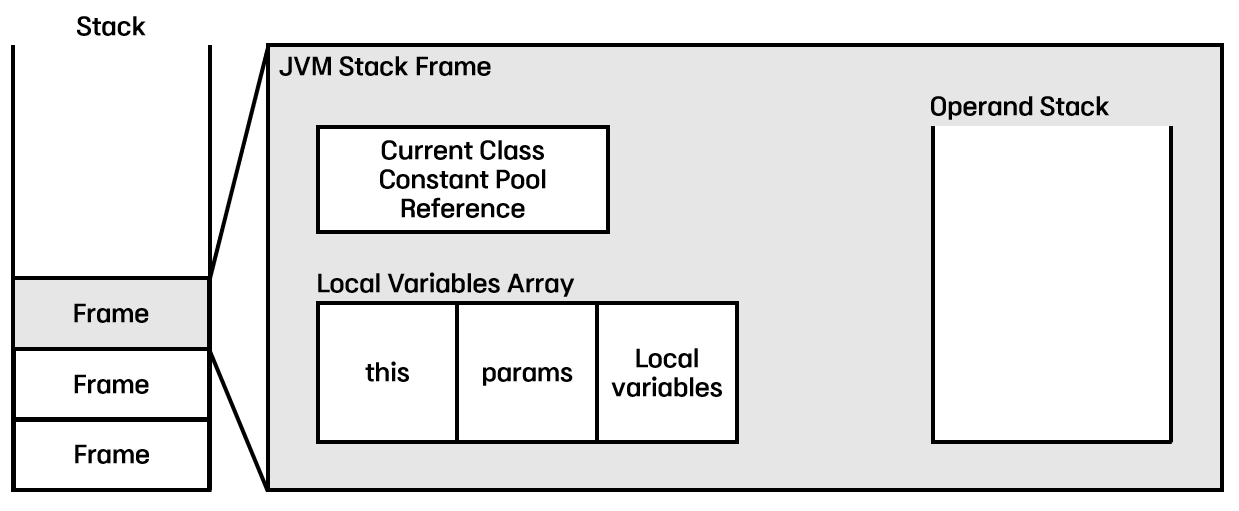 Stack
Frame
Frame
Frame
JVM Stack Frame
Current Class
Constant Pool
Reference
Local Variables Array
this
params
Local
variables
Operand Stack